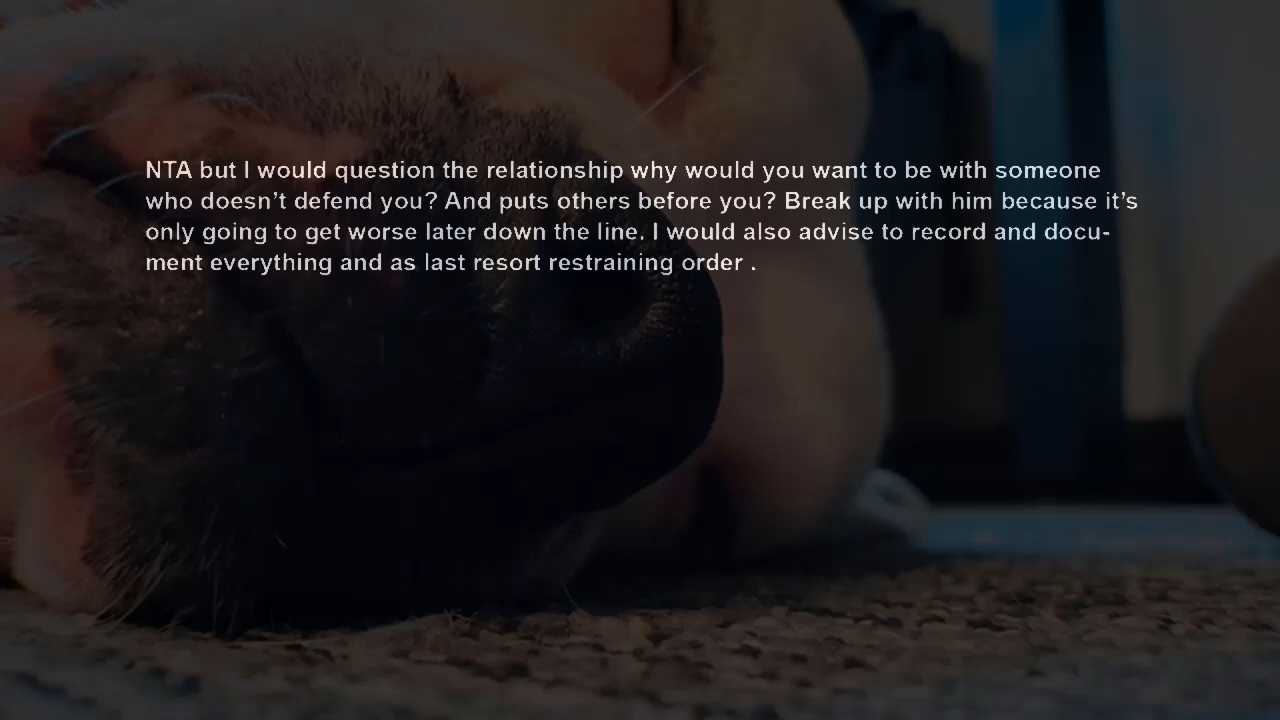 NTA but I would question the relationship why would you want to be with someone
who doesn’t defend you? And puts others before you? Break up with him because it’s
only going to get worse later down the line. I would also advise to record and docu-
ment everything and as last resort restraining order .